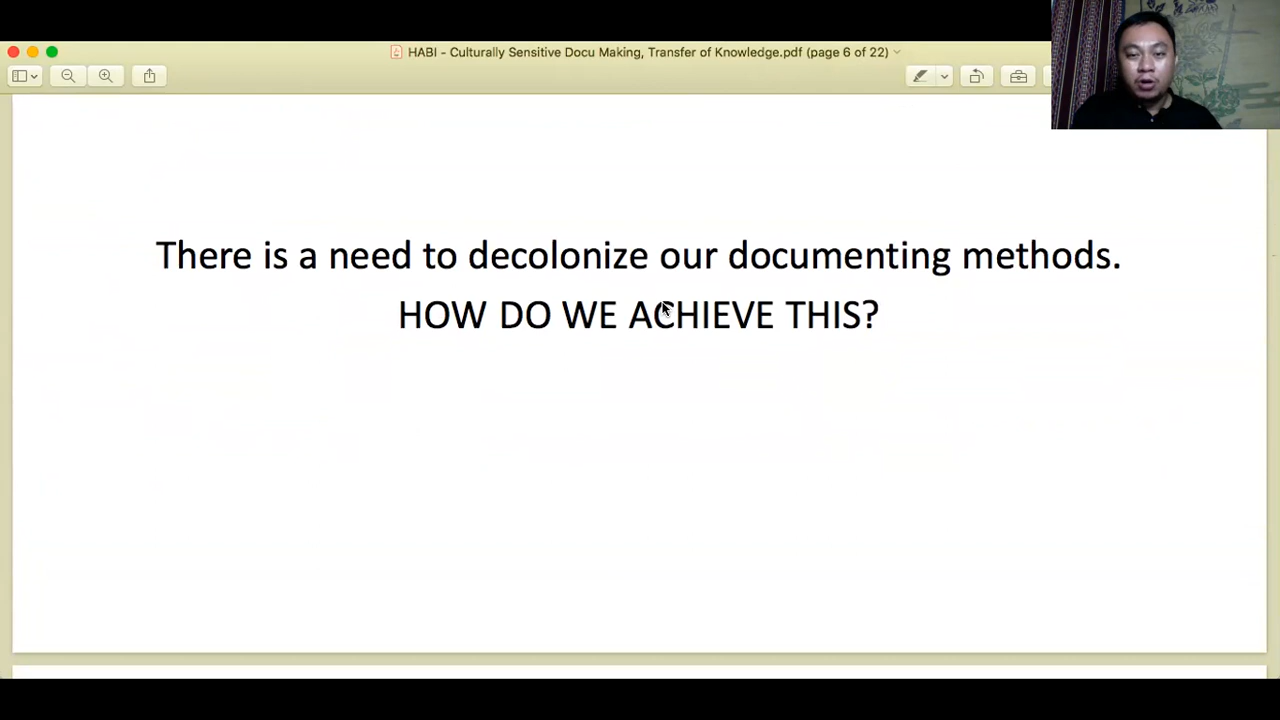 HABI - Culturally Sensitive Docu Making, Transfer of Knowledge.pdf (page 6 of 22)
There is a need to decolonize our documenting methods.
HOW DO WE ACHIEVE THIS?